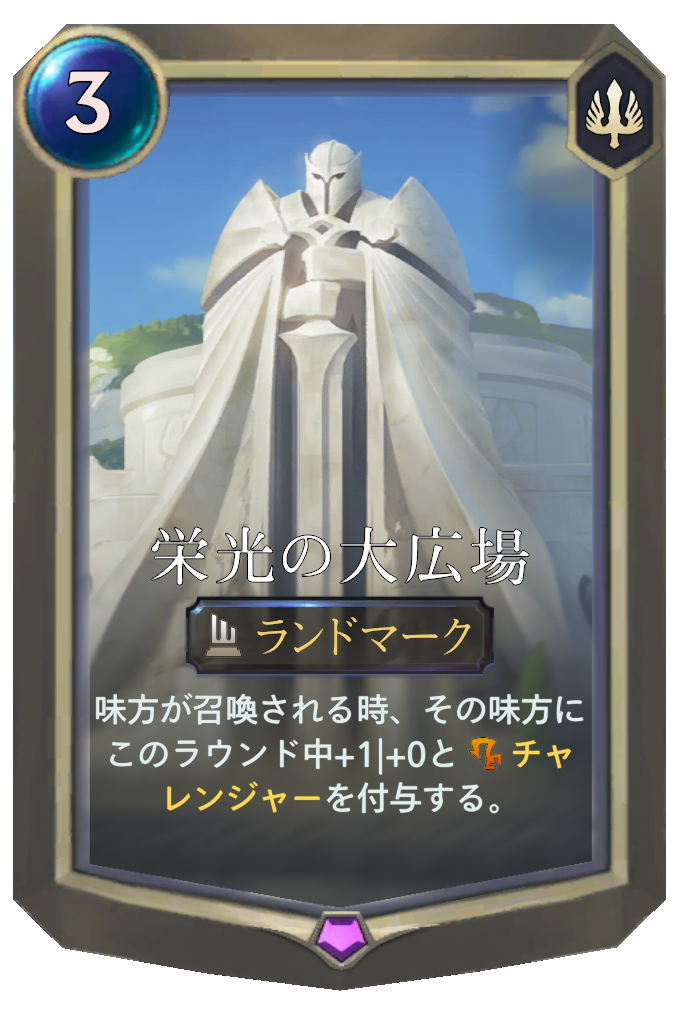 3
栄光の大広場
ランドマーク
味方が召喚される時、その味方に
このラウンド中+1|+0と チャ
レンジャーを付与する。